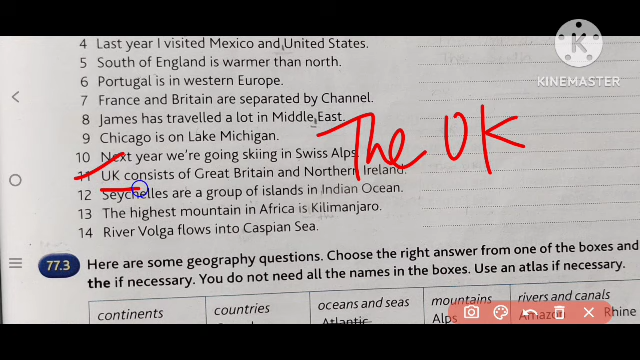 4 Last year I visited Mexico and United States.
5 South of England is warmer than north.
6 Portugal is in western Europe.
7 France and Britain are separated by Channel.
8 James has travelled a lot in Middle East.
9 Chicago is on Lake Michigan.
10 Next year we're going skiing in Swiss Alps.
11 UK consists of Great Britain and Northern Ireland.
12 Seychelles are a group of islands in Indian Ocean.
13 The highest mountain in Africa is Kilimanjaro.
14 River Volga flows into Caspian Sea.
The UK
K
KINEMASTER
77.3 Here are some geography questions. Choose the right answer from one of the boxes and
the if necessary. You do not need all the names in the boxes. Use an atlas if necessary.
continents countries oceans and seas mountains rivers and canals
Atlantic Alps Amazon Rhine